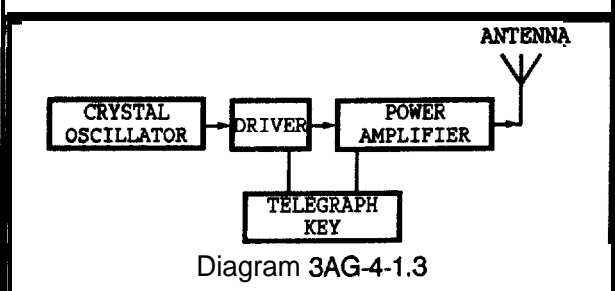 ANTENNA
CRYSTAL
OSCILLATOR
DRIVER
POWER
AMPLIFIER
TELEGRAPH
KEY
Diagram 3AG-4-1.3